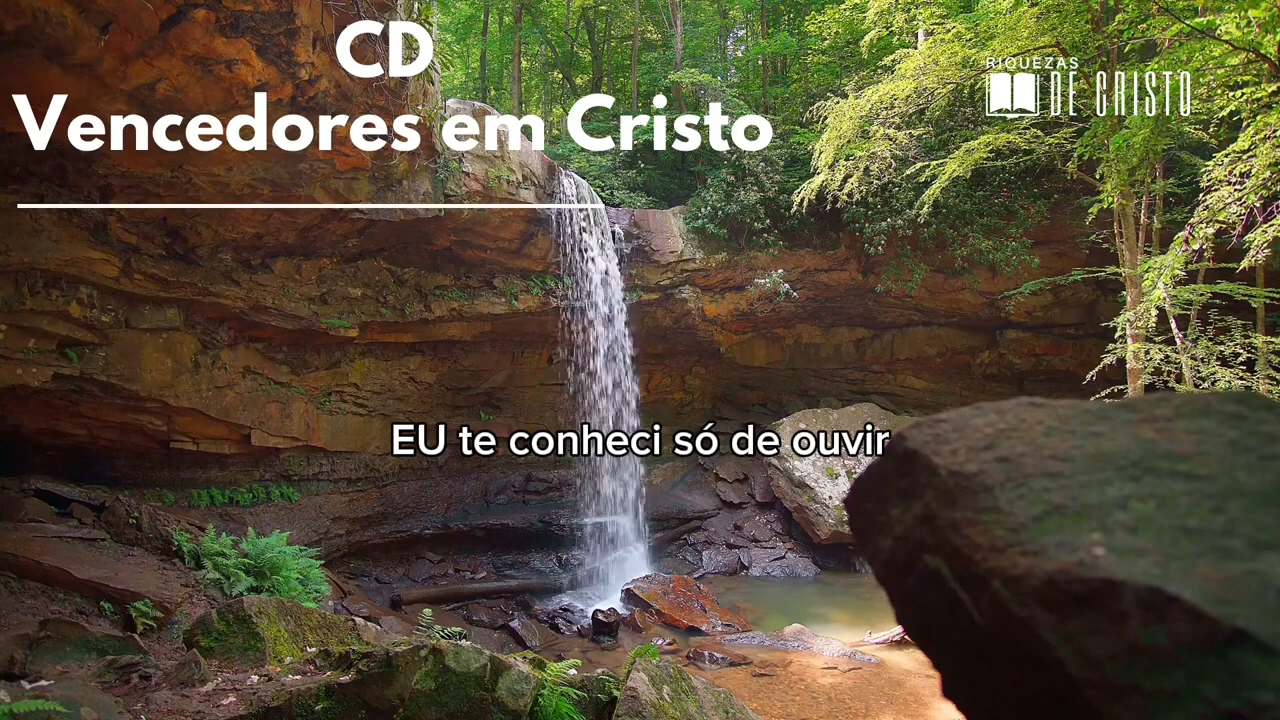 CD
Vencedores em Cristo
RIQUEZAS
DE CRISTO
EU te conheci só de ouvir